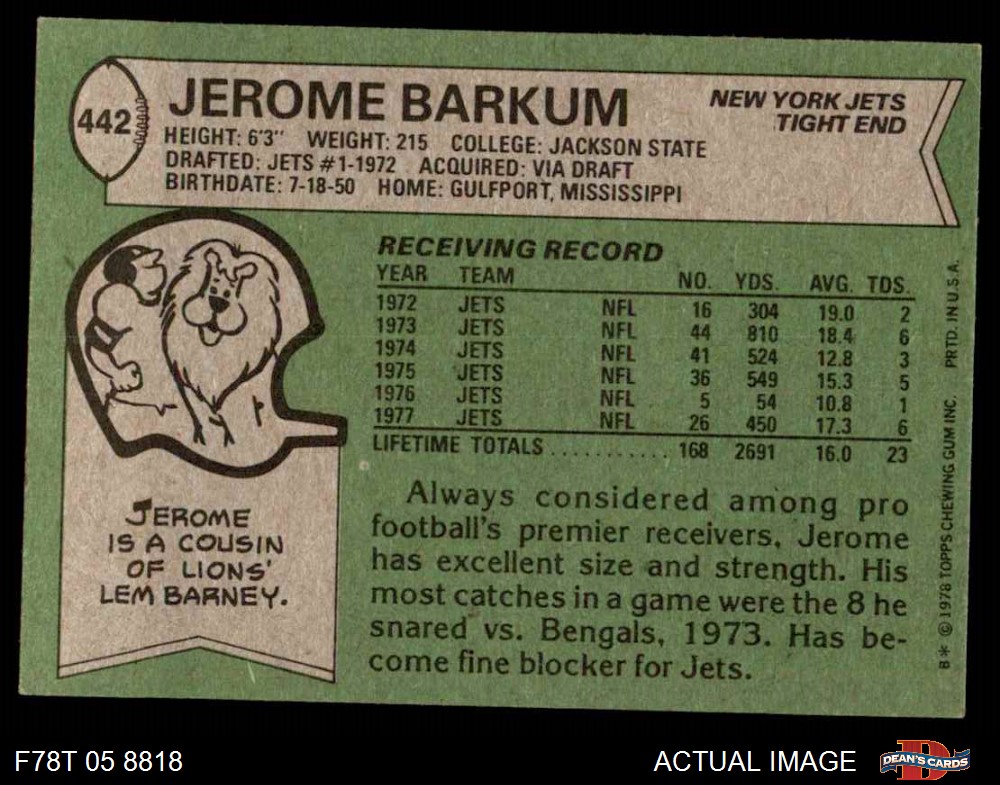 442
JEROME BARKUM
NEW YORK JETS
TIGHT END
HEIGHT: 6'3" WEIGHT: 215 COLLEGE: JACKSON STATE
DRAFTED: JETS #1-1972 ACQUIRED: VIA DRAFT
BIRTHDATE: 7-18-50 HOME: GULFPORT, MISSISSIPPI
RECEIVING RECORD
YEAR TEAM NO. YDS. AVG. TDS.
1972 JETS NFL 16 304 19.0 2
1973 JETS NFL 44 810 18.4 6
1974 JETS NFL 41 524 12.8 3
1975 JETS NFL 36 549 15.3 5
1976 JETS NFL 5 54 10.8 1
1977 JETS NFL 26 450 17.3 6
LIFETIME TOTALS ........... 168 2691 16.0 23
JEROME
IS A COUSIN
OF LIONS'
LEM BARNEY.
Always considered among pro
football's premier receivers, Jerome
has excellent size and strength. His
most catches in a game were the 8 he
snared vs. Bengals, 1973. Has be-
come fine blocker for Jets.
B* © 1978 TOPPS CHEWING GUM INC. PRTD. IN U.S.A.
F78T 05 8818
ACTUAL IMAGE
D
DEAN'S CARDS